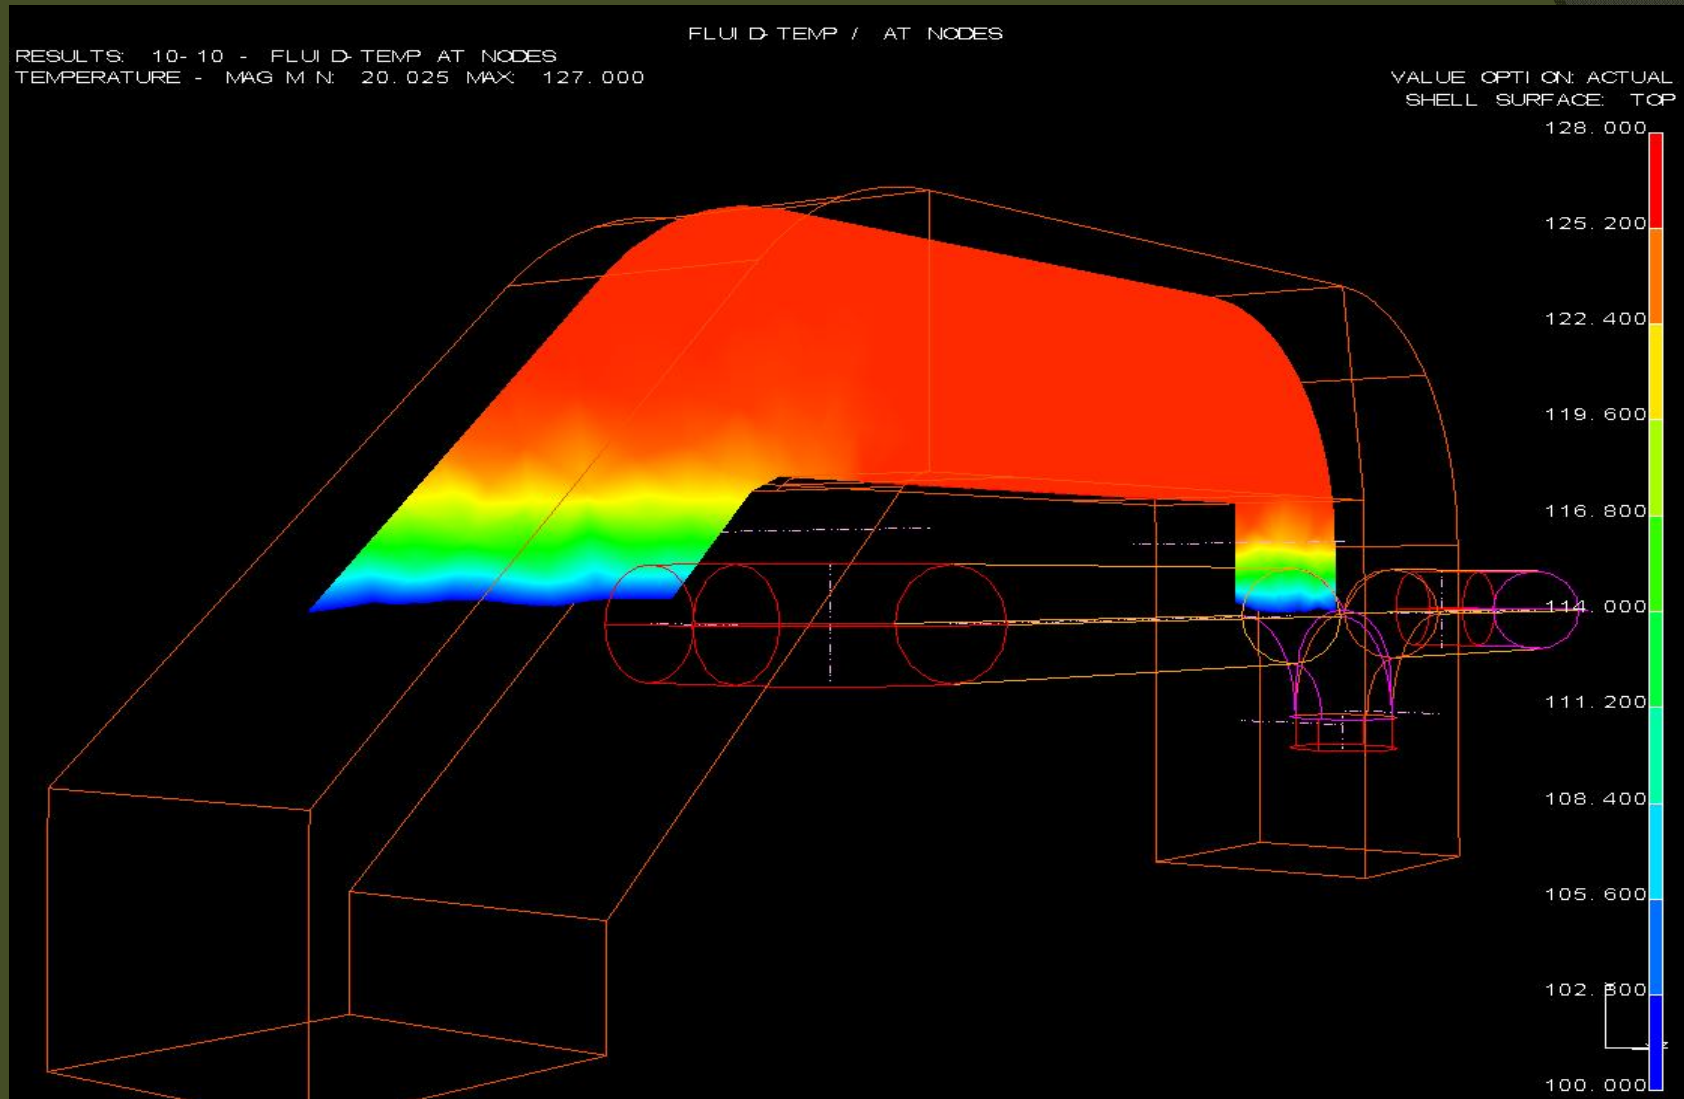 FLUID-TEMP / AT NODES
RESULTS: 10-10 - FLUID-TEMP AT NODES
TEMPERATURE - MAG MIN: 20.025 MAX: 127.000
VALUE OPTION: ACTUAL
SHELL SURFACE: TOP
128.000
125.200
122.400
119.600
116.800
114.000
111.200
108.400
105.600
102.800
100.000